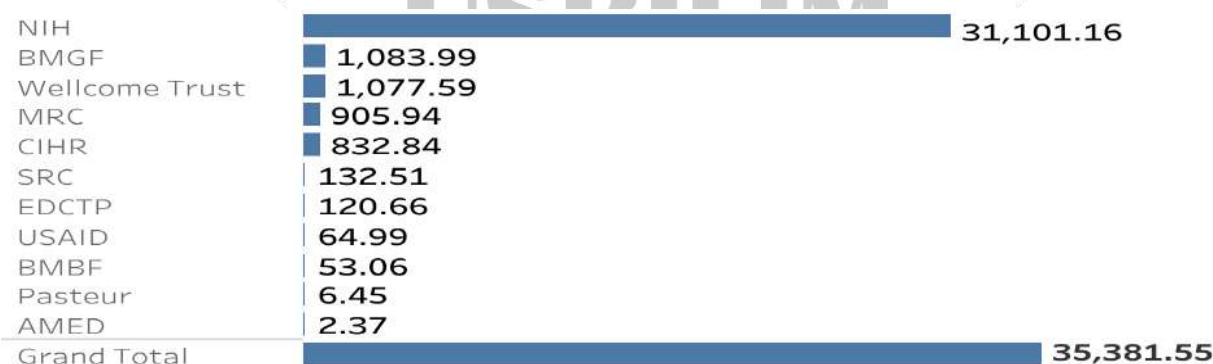 NIH 31,101.16
BMGF 1,083.99
Wellcome Trust 1,077.59
MRC 905.94
CIHR 832.84
SRC 132.51
EDCTP 120.66
USAID 64.99
BMBF 53.06
Pasteur 6.45
AMED 2.37
Grand Total 35,381.55